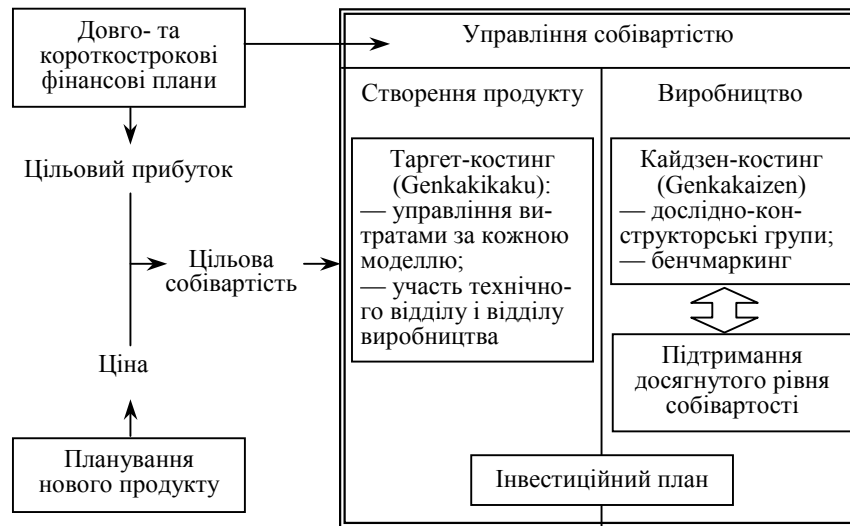 Довго- та
короткострокові
фінансові плани
Цільовий прибуток
Цільова
собівартість
Ціна
Планування
нового продукту
Управління собівартістю
Створення продукту
Таргет-костинг
(Genkakikaku):
— управління ви-
тратами за кожною
моделлю;
— участь технічно-
го відділу і відділу
виробництва
Виробництво
Кайдзен-костинг
(Genkakaizen)
— дослідно-кон-
структорські групи;
— бенчмаркинг
Підтримання
досягнутого рівня
собівартості
Інвестиційний план